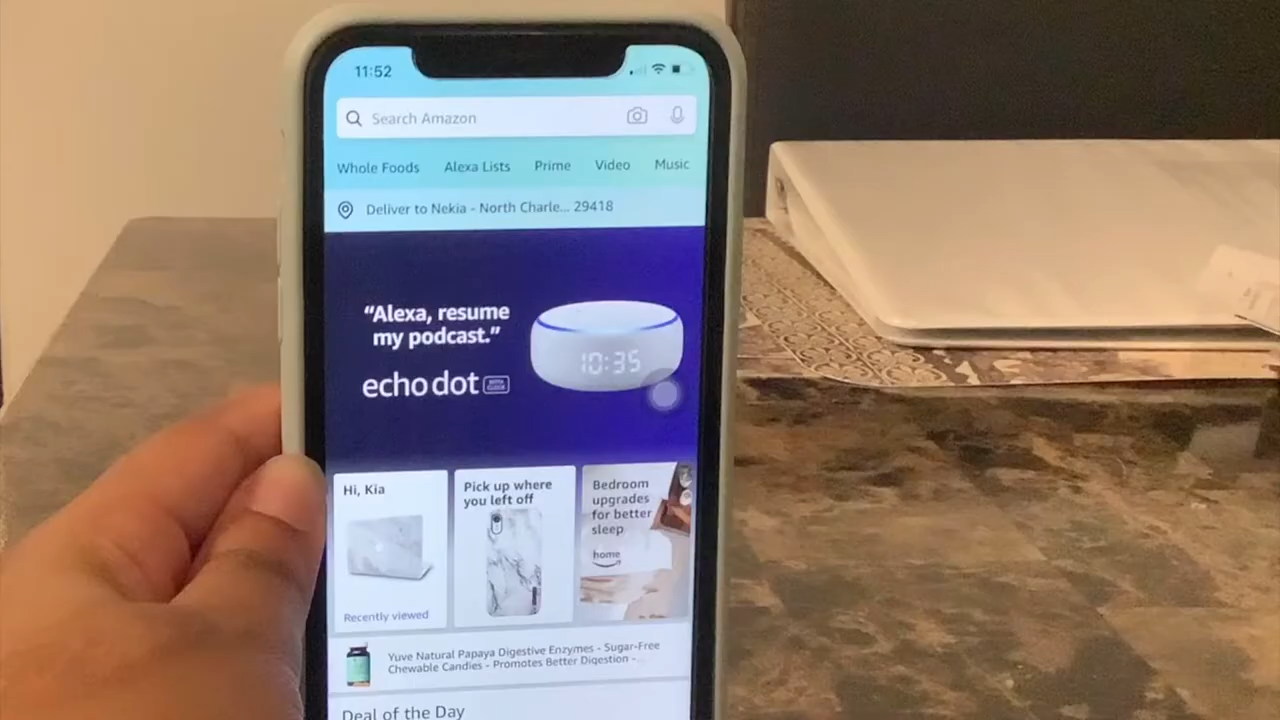 11:52
Search Amazon
Whole Foods Alexa Lists Prime Video Music
Deliver to Nekia - North Charle... 29418
“Alexa, resume
my podcast.”
echo dot WITH CLOCK
10:35
Hi, Kia
Recently viewed
Pick up where
you left off
Bedroom
upgrades
for better
sleep
home
Yuve Natural Papaya Digestive Enzymes - Sugar-Free
Chewable Candies - Promotes Better Digestion - ...
Deal of the Day